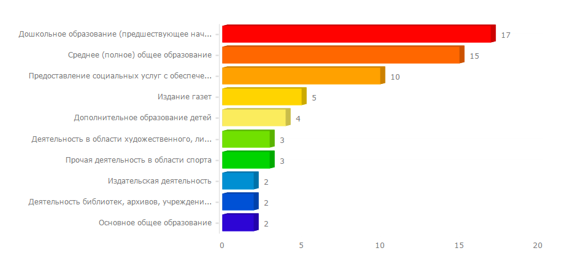 Дошкольное образование (предшествующее нач... 17
Среднее (полное) общее образование 15
Предоставление социальных услуг с обеспече... 10
Издание газет 5
Дополнительное образование детей 4
Деятельность в области художественного, ли... 3
Прочая деятельность в области спорта 3
Издательская деятельность 2
Деятельность библиотек, архивов, учреждени... 2
Основное общее образование 2
0 5 10 15 20